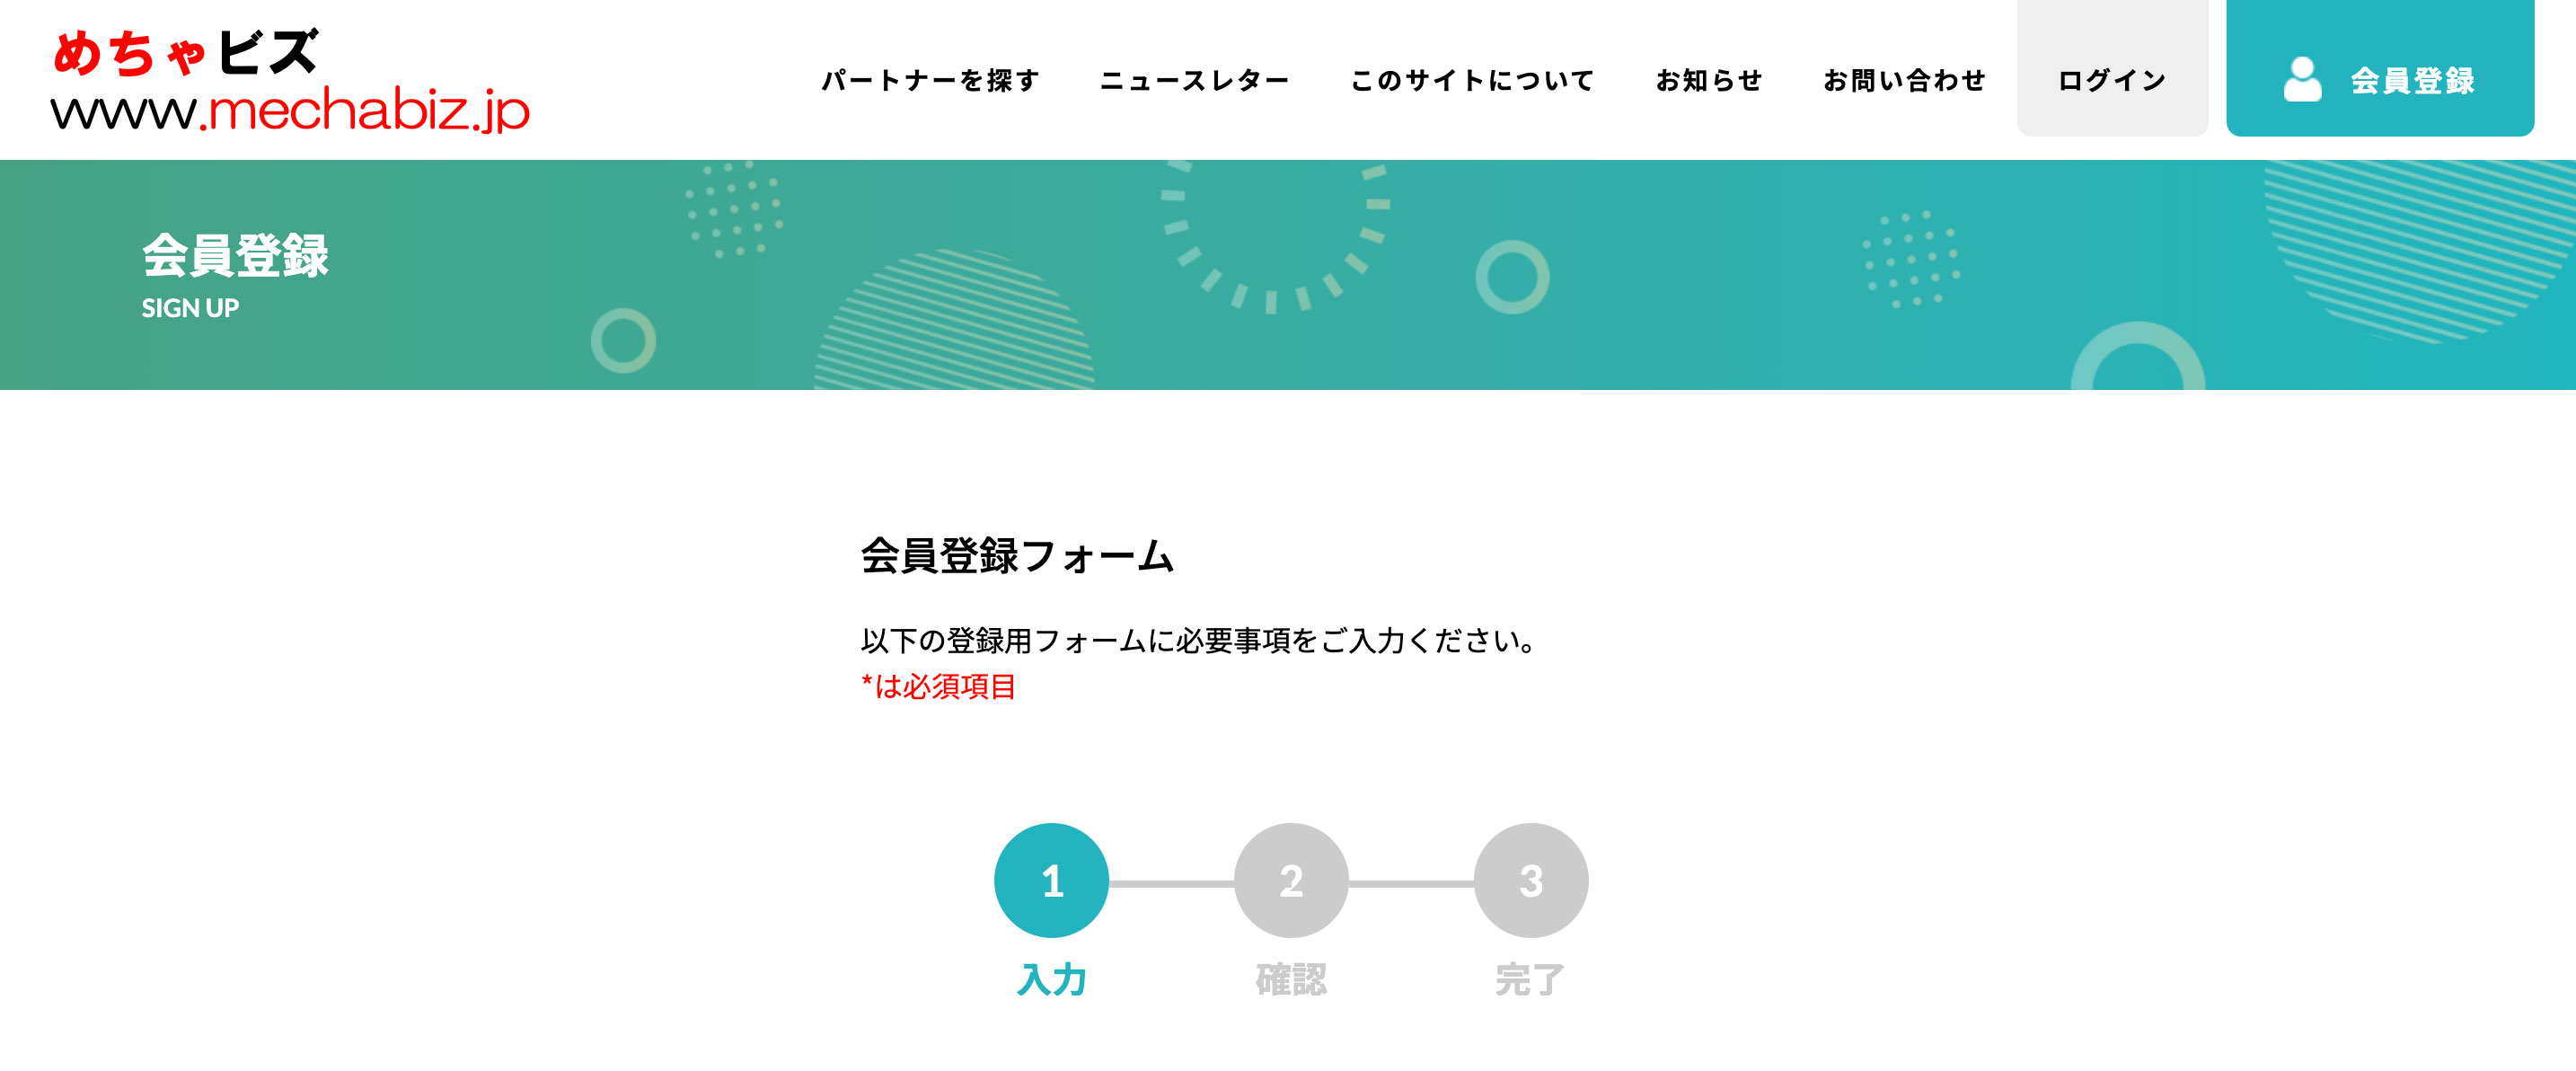 めちゃビズ
www.mechabiz.jp
パートナーを探す
ニュースレター
このサイトについて
お知らせ
お問い合わせ
ログイン
会員登録
会員登録
SIGN UP
会員登録フォーム
以下の登録用フォームに必要事項をご入力ください。
*は必須項目
1
2
3
入力
確認
完了